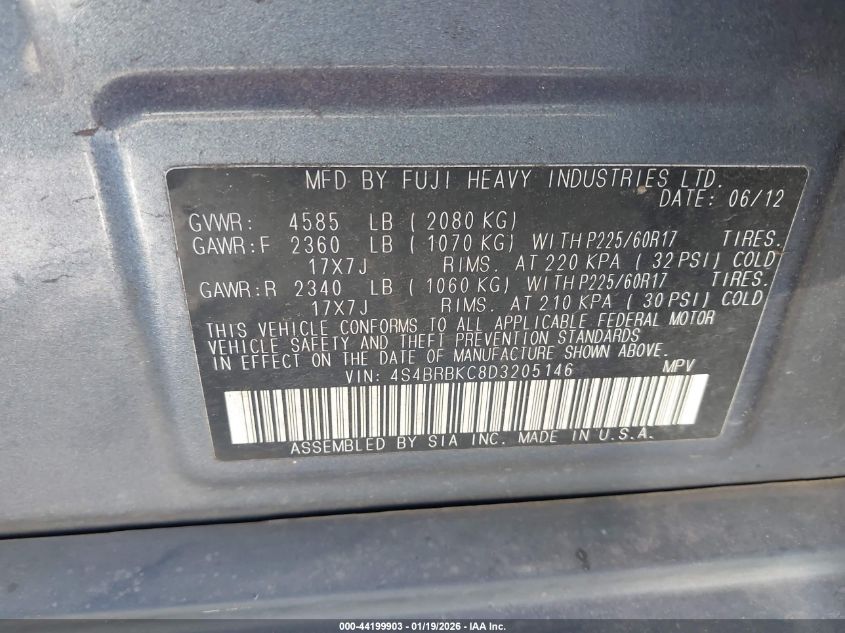 MFD BY FUJI HEAVY INDUSTRIES LTD.
DATE: 06/12
GVWR: 4585 LB ( 2080 KG)
GAWR:F 2360 LB ( 1070 KG) WITH P225/60R17 TIRES.
17X7J RIMS. AT 220 KPA ( 32 PSI) COLD
GAWR:R 2340 LB ( 1060 KG) WITH P225/60R17 TIRES.
17X7J RIMS. AT 210 KPA ( 30 PSI) COLD
THIS VEHICLE CONFORMS TO ALL APPLICABLE FEDERAL MOTOR
VEHICLE SAFETY AND THEFT PREVENTION STANDARDS
IN EFFECT ON THE DATE OF MANUFACTURE SHOWN ABOVE.
VIN: 4S4BRBKC8D3205146 MPV
ASSEMBLED BY SIA INC. MADE IN U.S.A.
000-44199903 - 01/19/2026 - IAA Inc.